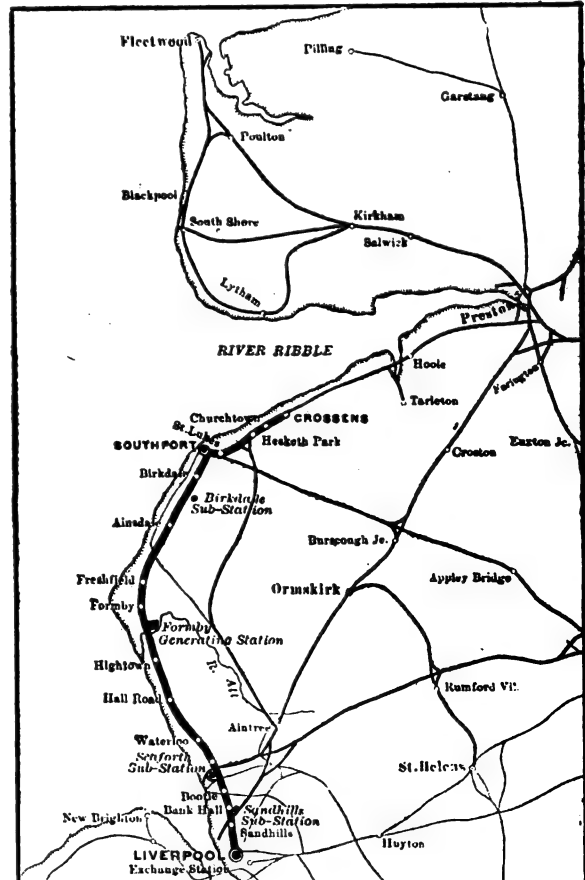 Fleetwood
Pilling
Garstang
Poulton
Blackpool
South Shore
Kirkham
Salwick
Lytham
Preston
RIVER RIBBLE
Hoole
Farington
Tarleton
Churchtown
CROSSENS
St. Lukes
Hesketh Park
SOUTHPORT
Croston
Euxton Jc.
Birkdale
Birkdale
Sub-Station
Ainsdale
Burscough Jc.
Appley Bridge
Freshfield
Ormskirk
Formby
Formby
Generating Station
Hightown
R. Alt
Rumford Vil.
Hall Road
Aintree
Waterloo
Seaforth
Sub-Station
St. Helens
Bootle
Bank Hall
Sandhills
Sub-Station
Sandhills
New Brighton
Huyton
LIVERPOOL
Exchange Station